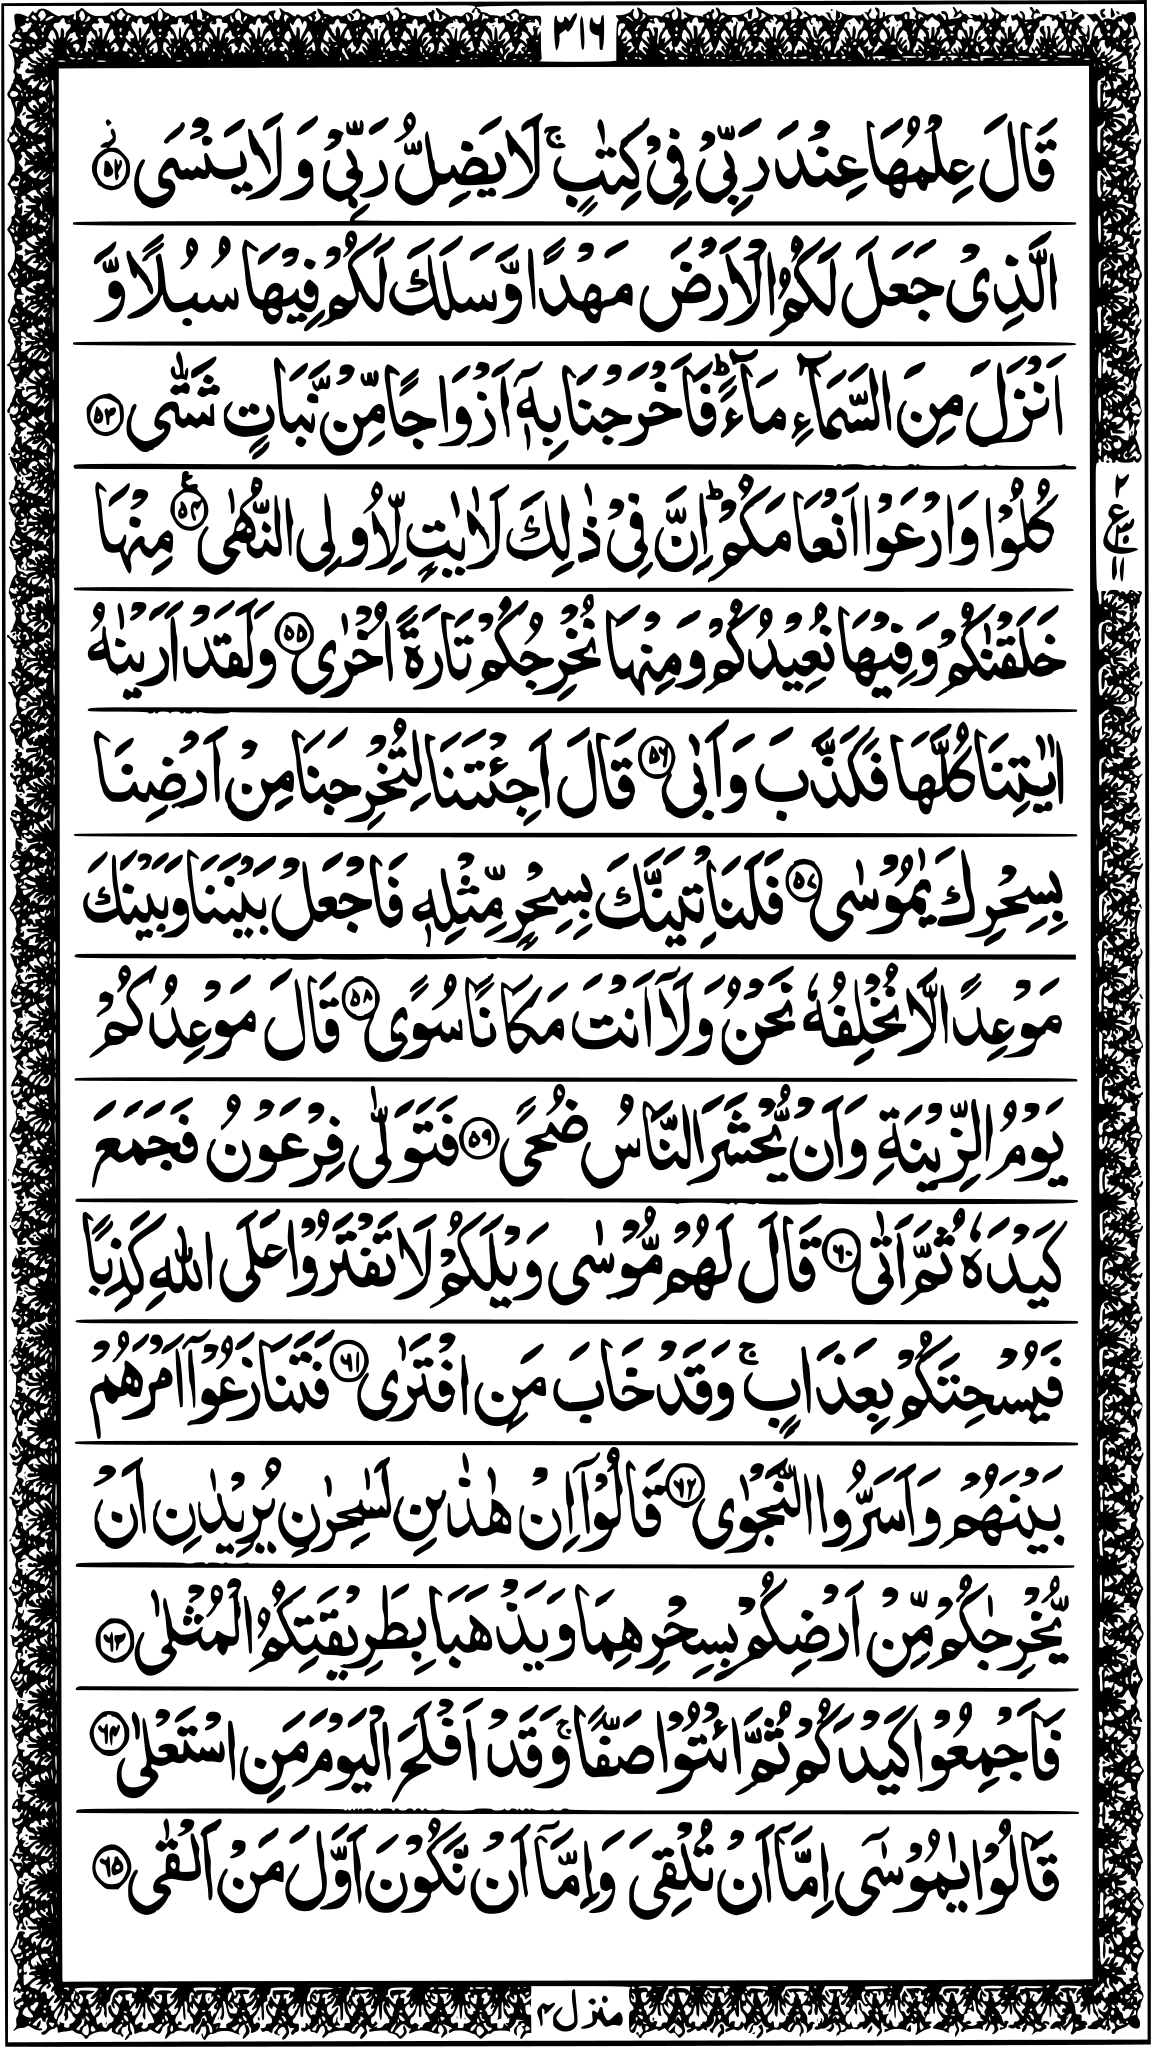 ٣١٦
قَالَ عِلْمُهَا عِنْدَ رَبِّیْ فِیْ كِتٰبٍ ۚ لَا یَضِلُّ رَبِّیْ وَ لَا یَنْسَی ۫﴿٥٢﴾
الَّذِیْ جَعَلَ لَكُمُ الْاَرْضَ مَهْدًا وَّ سَلَكَ لَكُمْ فِیْهَا سُبُلًا وَّ
اَنْزَلَ مِنَ السَّمَآءِ مَآءً ؕ فَاَخْرَجْنَا بِهٖۤ اَزْوَاجًا مِّنْ نَّبَاتٍ شَتّٰی ﴿٥٣﴾
كُلُوْا وَ ارْعَوْا اَنْعَامَكُمْ ؕ اِنَّ فِیْ ذٰلِكَ لَاٰیٰتٍ لِّاُولِی النُّهٰی ﴿٥٤﴾ ع مِنْهَا
٢
ع
٣٠
١١
خَلَقْنٰكُمْ وَ فِیْهَا نُعِیْدُكُمْ وَ مِنْهَا نُخْرِجُكُمْ تَارَةً اُخْرٰی ﴿٥٥﴾ وَ لَقَدْ اَرَیْنٰهُ
اٰیٰتِنَا كُلَّهَا فَكَذَّبَ وَ اَبٰی ﴿٥٦﴾ قَالَ اَجِئْتَنَا لِتُخْرِجَنَا مِنْ اَرْضِنَا
بِسِحْرِكَ یٰمُوْسٰی ﴿٥٧﴾ فَلَنَاْتِیَنَّكَ بِسِحْرٍ مِّثْلِهٖ فَاجْعَلْ بَیْنَنَا وَ بَیْنَكَ
مَوْعِدًا لَّا نُخْلِفُهٗ نَحْنُ وَ لَاۤ اَنْتَ مَكَانًا سُوًی ﴿٥٨﴾ قَالَ مَوْعِدُكُمْ
یَوْمُ الزِّیْنَةِ وَ اَنْ یُّحْشَرَ النَّاسُ ضُحًی ﴿٥٩﴾ فَتَوَلّٰی فِرْعَوْنُ فَجَمَعَ
كَیْدَهٗ ثُمَّ اَتٰی ﴿٦٠﴾ قَالَ لَهُمْ مُّوْسٰی وَیْلَكُمْ لَا تَفْتَرُوْا عَلَی اللّٰهِ كَذِبًا
فَیُسْحِتَكُمْ بِعَذَابٍ ۚ وَ قَدْ خَابَ مَنِ افْتَرٰی ﴿٦١﴾ فَتَنَازَعُوْۤا اَمْرَهُمْ
بَیْنَهُمْ وَ اَسَرُّوا النَّجْوٰی ﴿٦٢﴾ قَالُوْۤا اِنْ هٰذٰىنِ لَسٰحِرٰنِ یُرِیْدٰنِ اَنْ
یُّخْرِجٰكُمْ مِّنْ اَرْضِكُمْ بِسِحْرِهِمَا وَ یَذْهَبَا بِطَرِیْقَتِكُمُ الْمُثْلٰی ﴿٦٣﴾
فَاَجْمِعُوْا كَیْدَكُمْ ثُمَّ ائْتُوْا صَفًّا ۚ وَ قَدْ اَفْلَحَ الْیَوْمَ مَنِ اسْتَعْلٰی ﴿٦٤﴾
قَالُوْا یٰمُوْسٰۤی اِمَّاۤ اَنْ تُلْقِیَ وَ اِمَّاۤ اَنْ نَّكُوْنَ اَوَّلَ مَنْ اَلْقٰی ﴿٦٥﴾
منزل ٤